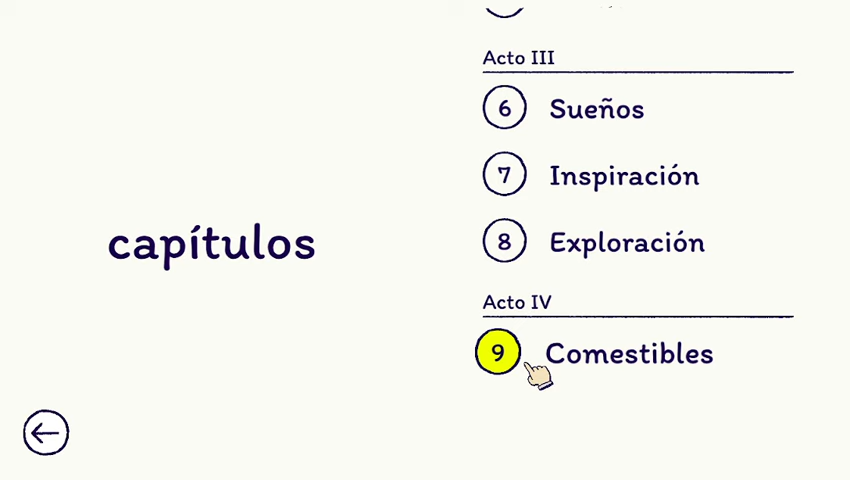 Acto III
6 Sueños
7 Inspiración
capítulos
8 Exploración
Acto IV
9 Comestibles